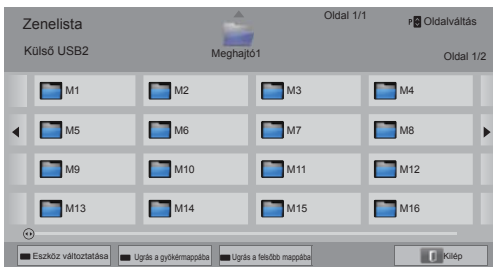 Zenelista
Oldal 1/1
P Oldalváltás
Külső USB2
Meghajtó1
Oldal 1/2
M1 M2 M3 M4
M5 M6 M7 M8
M9 M10 M11 M12
M13 M14 M15 M16
Eszköz változtatása Ugrás a gyökérmappába Ugrás a felsőbb mappába Kilép